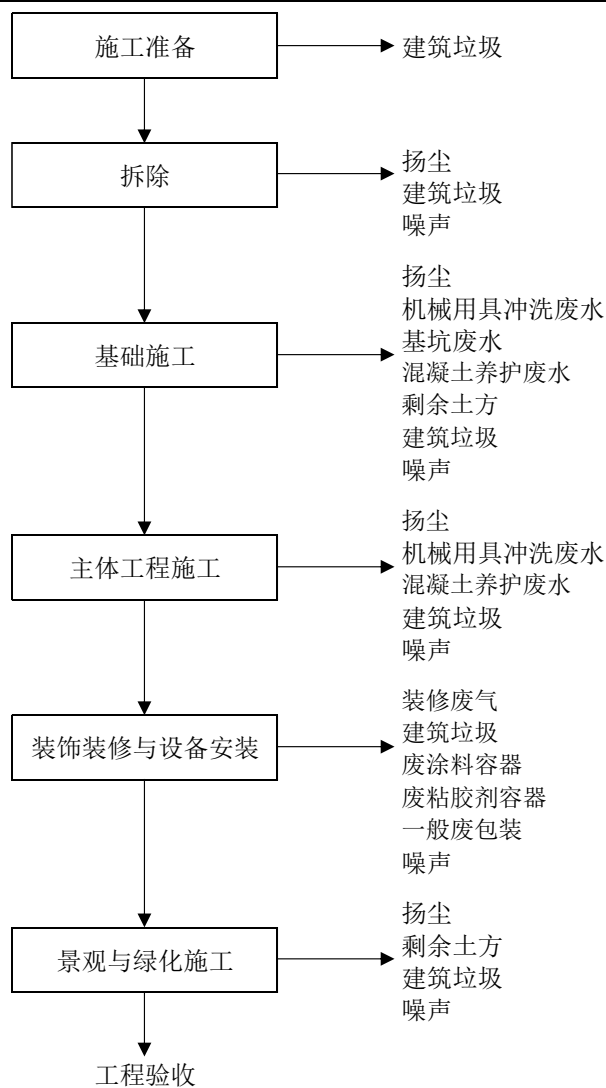 施工准备
建筑垃圾
拆除
扬尘
建筑垃圾
噪声
基础施工
扬尘
机械用具冲洗废水
基坑废水
混凝土养护废水
剩余土方
建筑垃圾
噪声
主体工程施工
扬尘
机械用具冲洗废水
混凝土养护废水
建筑垃圾
噪声
装饰装修与设备安装
装修废气
建筑垃圾
废涂料容器
废粘胶剂容器
一般废包装
噪声
景观与绿化施工
扬尘
剩余土方
建筑垃圾
噪声
工程验收